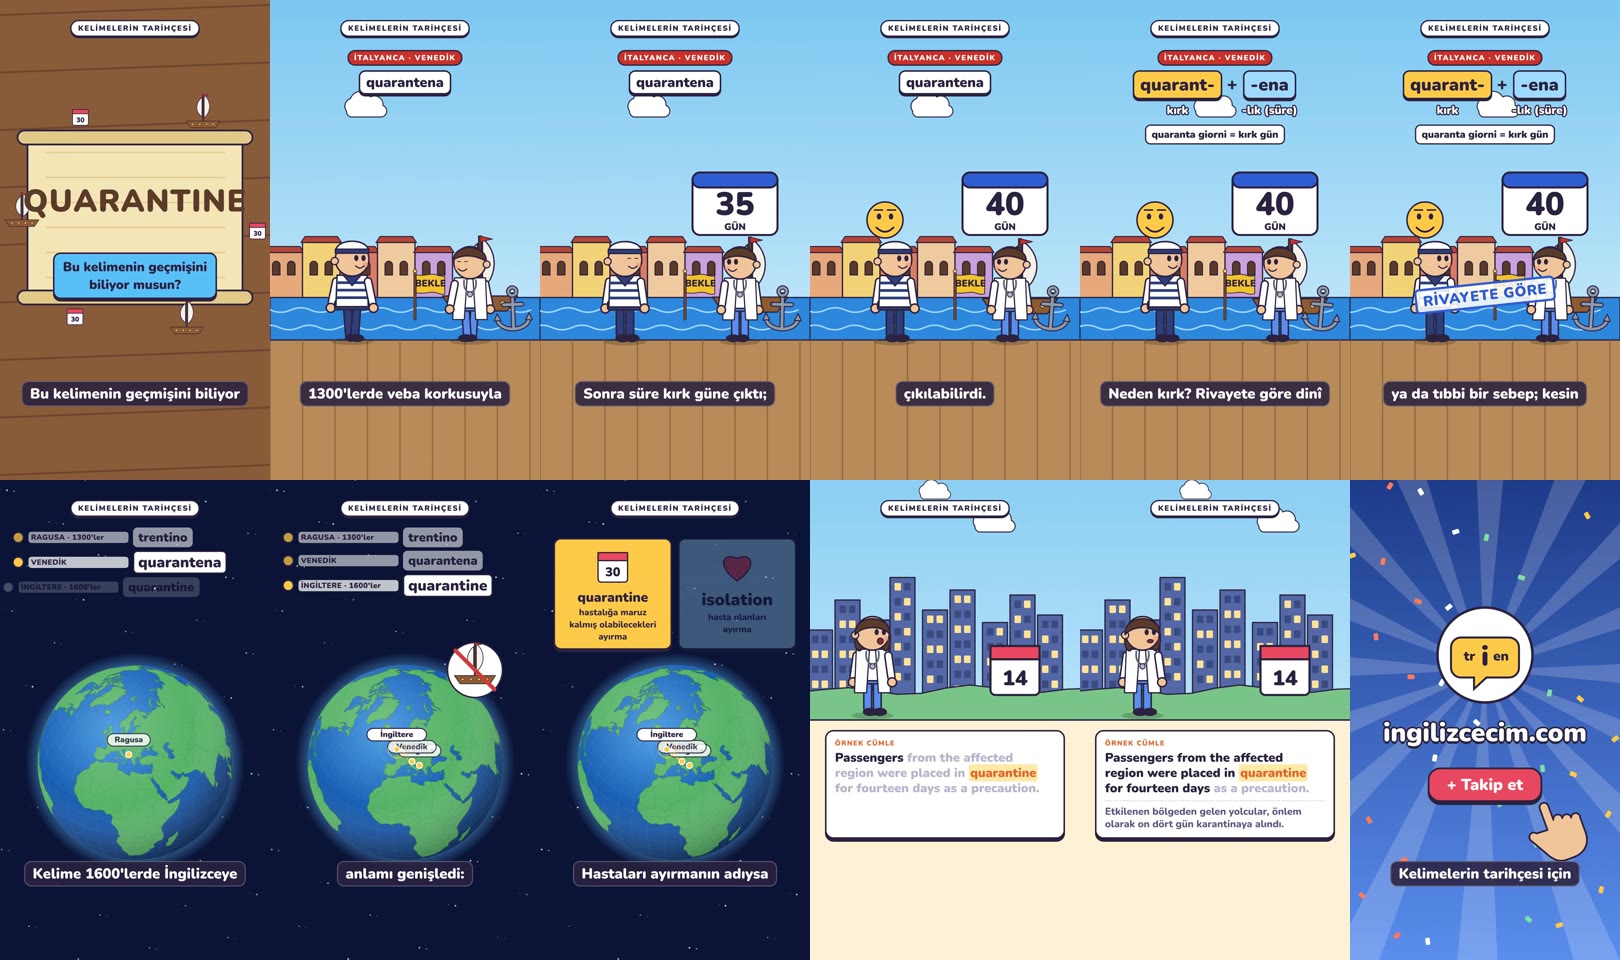 KELİMELERİN TARİHÇESİ
30
QUARANTINE
30
Bu kelimenin geçmişini
biliyor musun?
30
Bu kelimenin geçmişini biliyor
KELİMELERİN TARİHÇESİ
İTALYANCA · VENEDİK
quarantena
BEKLE
1300'lerde veba korkusuyla
KELİMELERİN TARİHÇESİ
İTALYANCA · VENEDİK
quarantena
35
GÜN
BEKLE
Sonra süre kırk güne çıktı;
KELİMELERİN TARİHÇESİ
İTALYANCA · VENEDİK
quarantena
40
GÜN
BEKLE
çıkılabilirdi.
KELİMELERİN TARİHÇESİ
İTALYANCA · VENEDİK
quarant- + -ena
kırk -lık (süre)
quaranta giorni = kırk gün
40
GÜN
BEKLE
Neden kırk? Rivayete göre dinî
KELİMELERİN TARİHÇESİ
İTALYANCA · VENEDİK
quarant- + -ena
kırk -lık (süre)
quaranta giorni = kırk gün
40
GÜN
RİVAYETE GÖRE
ya da tıbbi bir sebep; kesin
KELİMELERİN TARİHÇESİ
RAGUSA · 1300'ler trentino
VENEDİK quarantena
İNGİLTERE · 1600'ler quarantine
Ragusa
Kelime 1600'lerde İngilizceye
KELİMELERİN TARİHÇESİ
RAGUSA · 1300'ler trentino
VENEDİK quarantena
İNGİLTERE · 1600'ler quarantine
İngiltere
Venedik
anlamı genişledi:
KELİMELERİN TARİHÇESİ
30
quarantine
hastalığa maruz
kalmış olabilecekleri
ayırma
isolation
hasta olanları
ayırma
İngiltere
Venedik
Hastaları ayırmanın adıysa
KELİMELERİN TARİHÇESİ
14
ÖRNEK CÜMLE
Passengers from the affected
region were placed in quarantine
for fourteen days as a precaution.
KELİMELERİN TARİHÇESİ
14
ÖRNEK CÜMLE
Passengers from the affected
region were placed in quarantine
for fourteen days as a precaution.
Etkilenen bölgeden gelen yolcular, önlem
olarak on dört gün karantinaya alındı.
tr i en
ingilizcecim.com
+ Takip et
Kelimelerin tarihçesi için